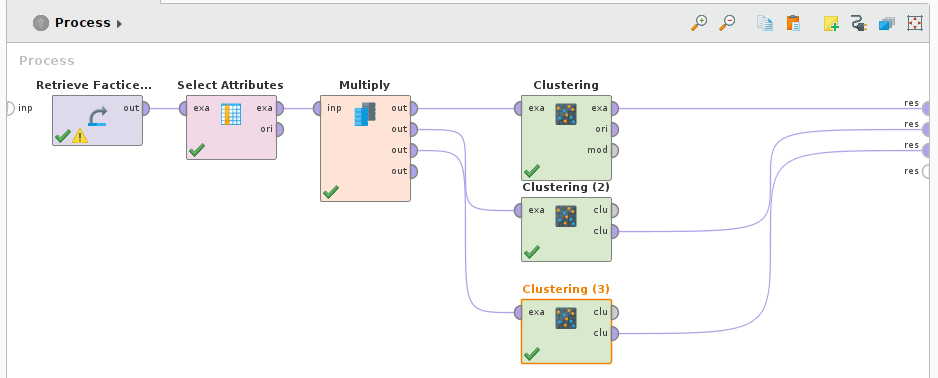 Process
Process
Retrieve Factice...
inp
out
Select Attributes
exa
exa
ori
Multiply
inp
out
out
out
out
Clustering
exa
exa
ori
mod
Clustering (2)
exa
clu
clu
Clustering (3)
exa
clu
clu
res
res
res
res